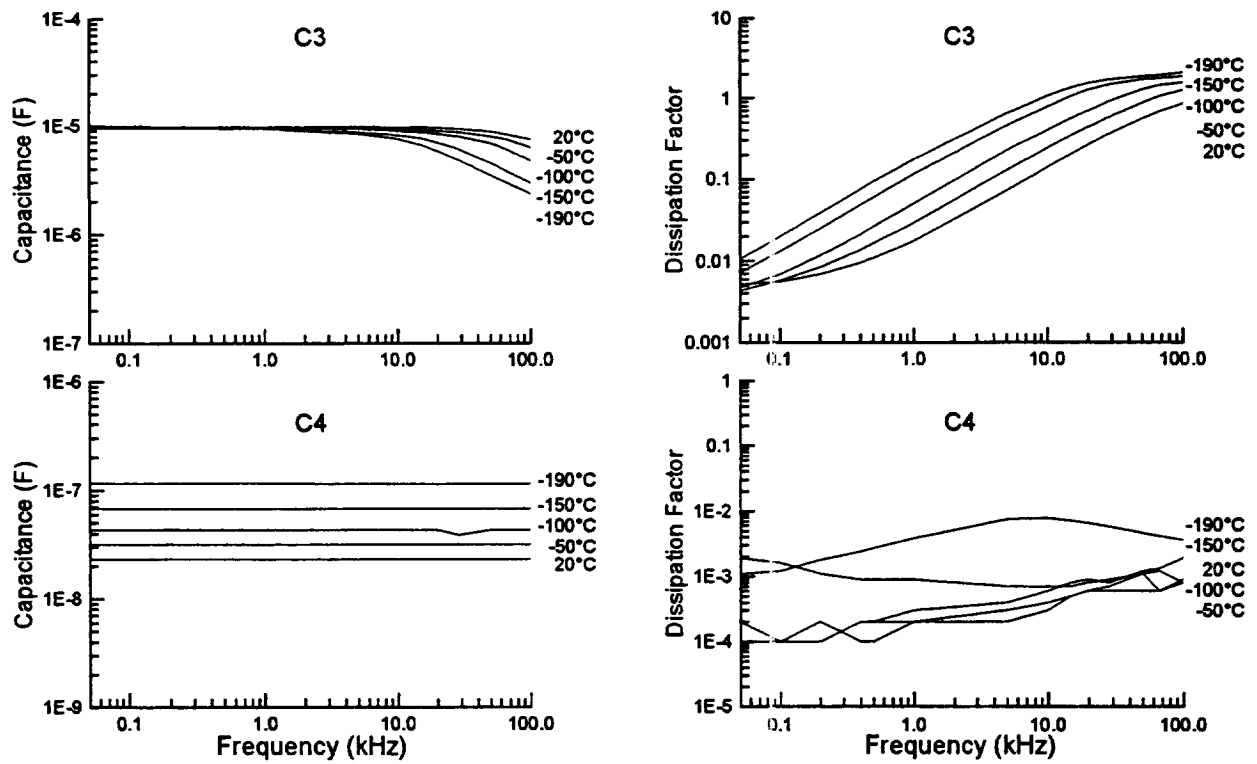 C3
Capacitance (F)
1E-4
1E-5
1E-6
1E-7
0.1
1.0
10.0
100.0
20°C
-50°C
-100°C
-150°C
-190°C
C3
Dissipation Factor
10
1
0.1
0.01
0.001
0.1
1.0
10.0
100.0
-190°C
-150°C
-100°C
-50°C
20°C
C4
Capacitance (F)
1E-6
1E-7
1E-8
1E-9
0.1
1.0
10.0
100.0
Frequency (kHz)
-190°C
-150°C
-100°C
-50°C
20°C
C4
Dissipation Factor
1
0.1
1E-2
1E-3
1E-4
1E-5
0.1
1.0
10.0
100.0
Frequency (kHz)
-190°C
-150°C
20°C
-100°C
-50°C